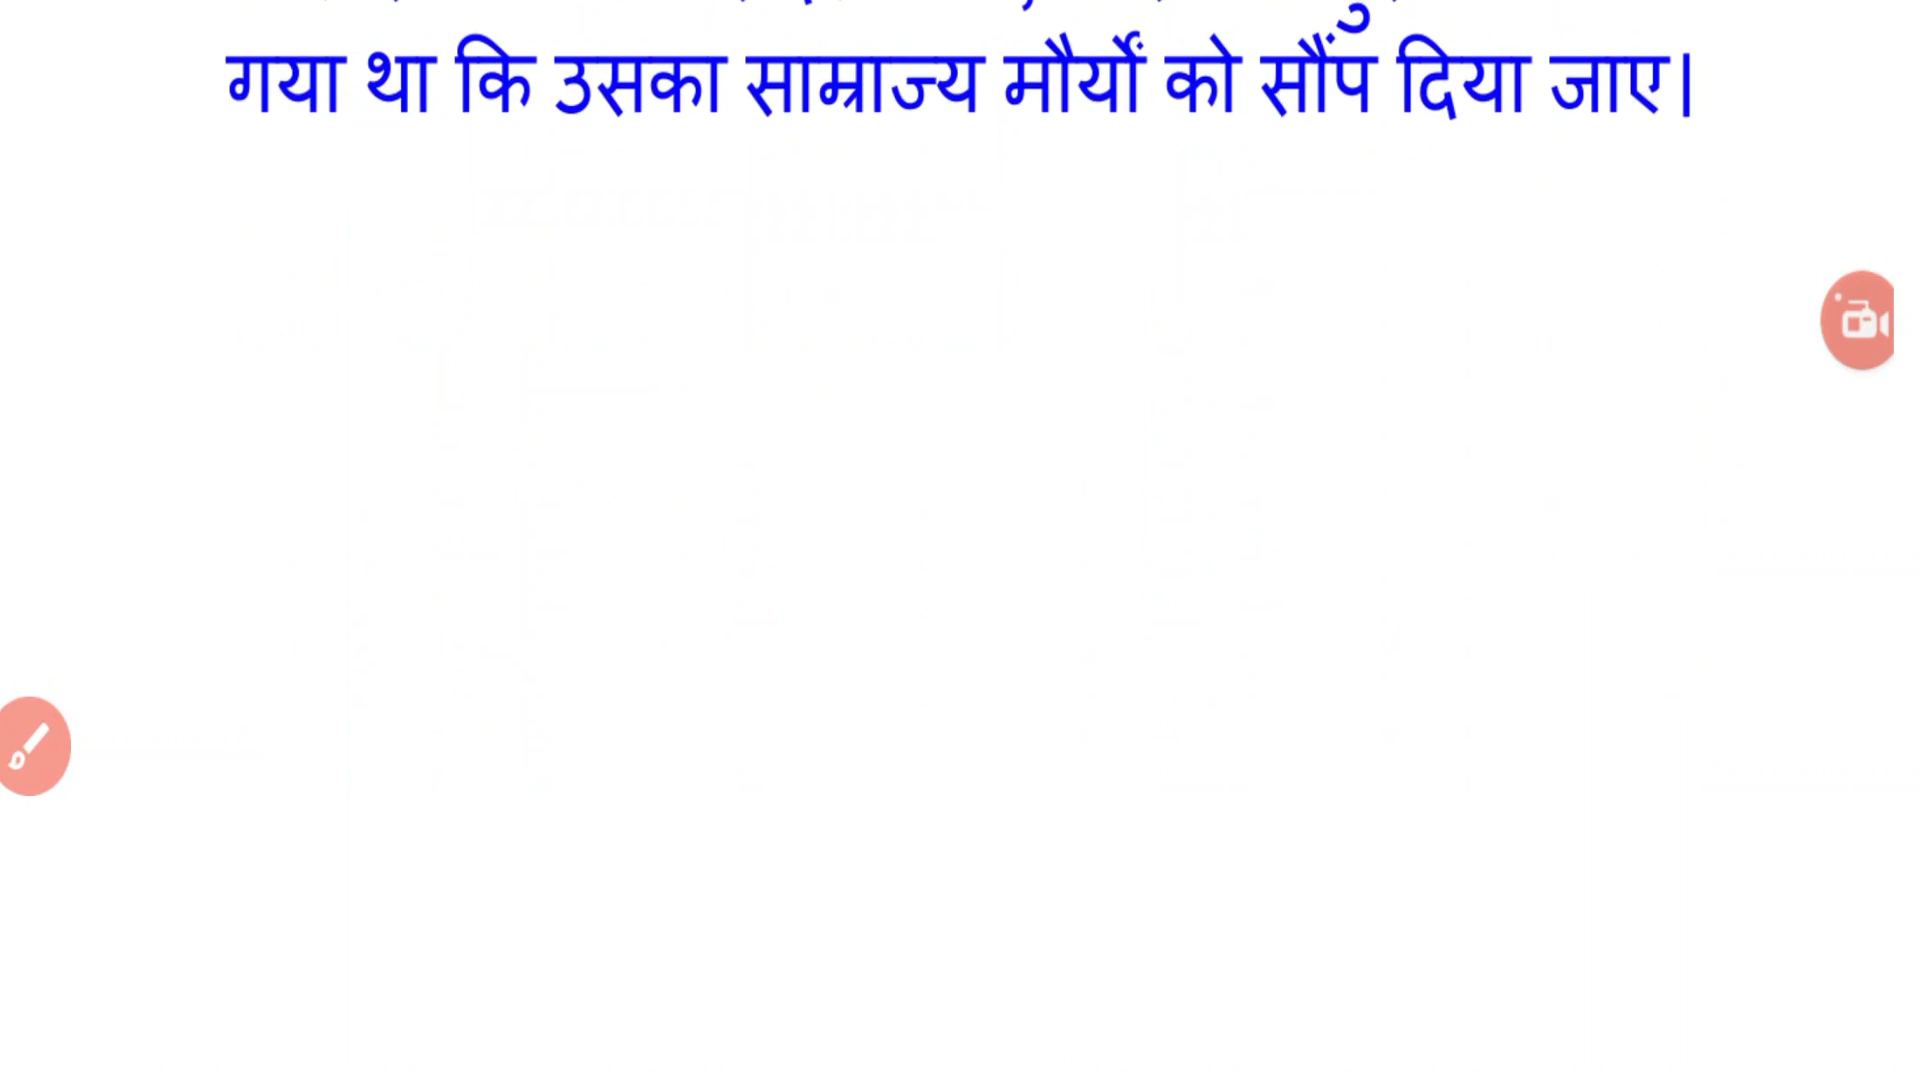 गया था कि उसका साम्राज्य मौर्यों को सौंप दिया जाए।